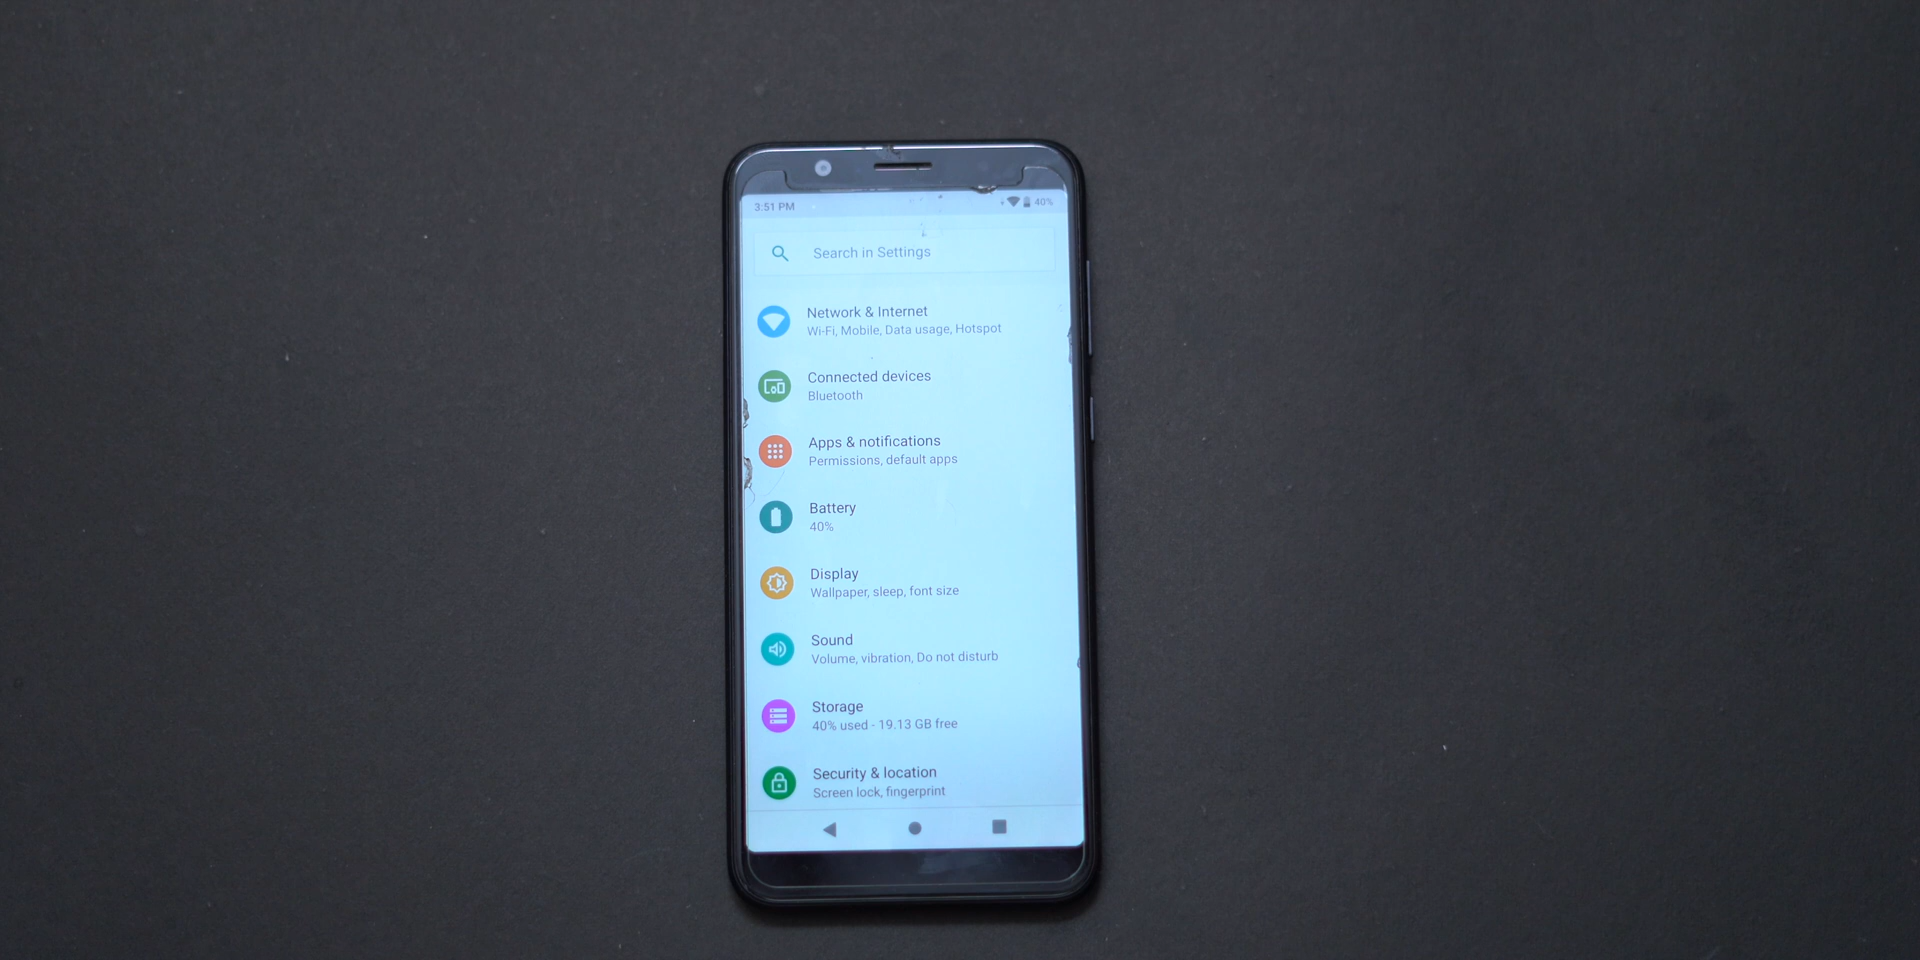 3:51 PM
40%
Search in Settings
Network & Internet
Wi-Fi, Mobile, Data usage, Hotspot
Connected devices
Bluetooth
Apps & notifications
Permissions, default apps
Battery
40%
Display
Wallpaper, sleep, font size
Sound
Volume, vibration, Do not disturb
Storage
40% used - 19.13 GB free
Security & location
Screen lock, fingerprint